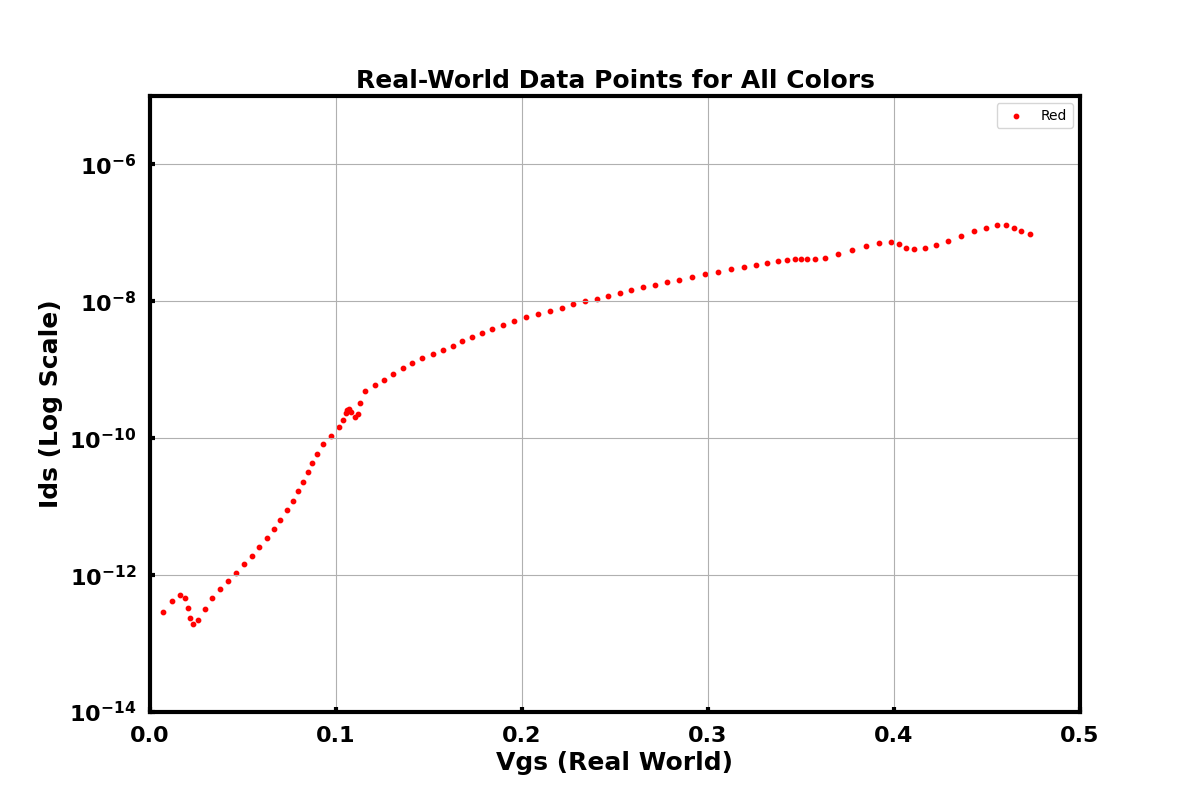 Real-World Data Points for All Colors
Red
10⁻⁶
10⁻⁸
10⁻¹⁰
10⁻¹²
10⁻¹⁴
Ids (Log Scale)
0.0 0.1 0.2 0.3 0.4 0.5
Vgs (Real World)